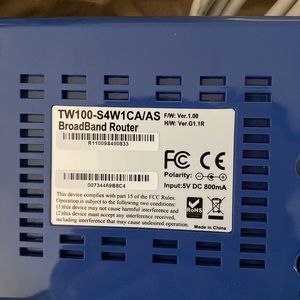 TW100-S4W1CA/AS
BroadBand Router
F/W: Ver.1.00
H/W: Ver.G1.1R
R11009S400833
FC CE
Polarity:
Input:5V DC 800mA
00734469B8C4
This device complies with part 15 of the FCC Rules.
Operation is subject to the following two conditions:
(1)this device may not cause harmful interference and
(2) this device must accept any interference received,
including interference that may cause undesired operation.
RoHS
Made in China